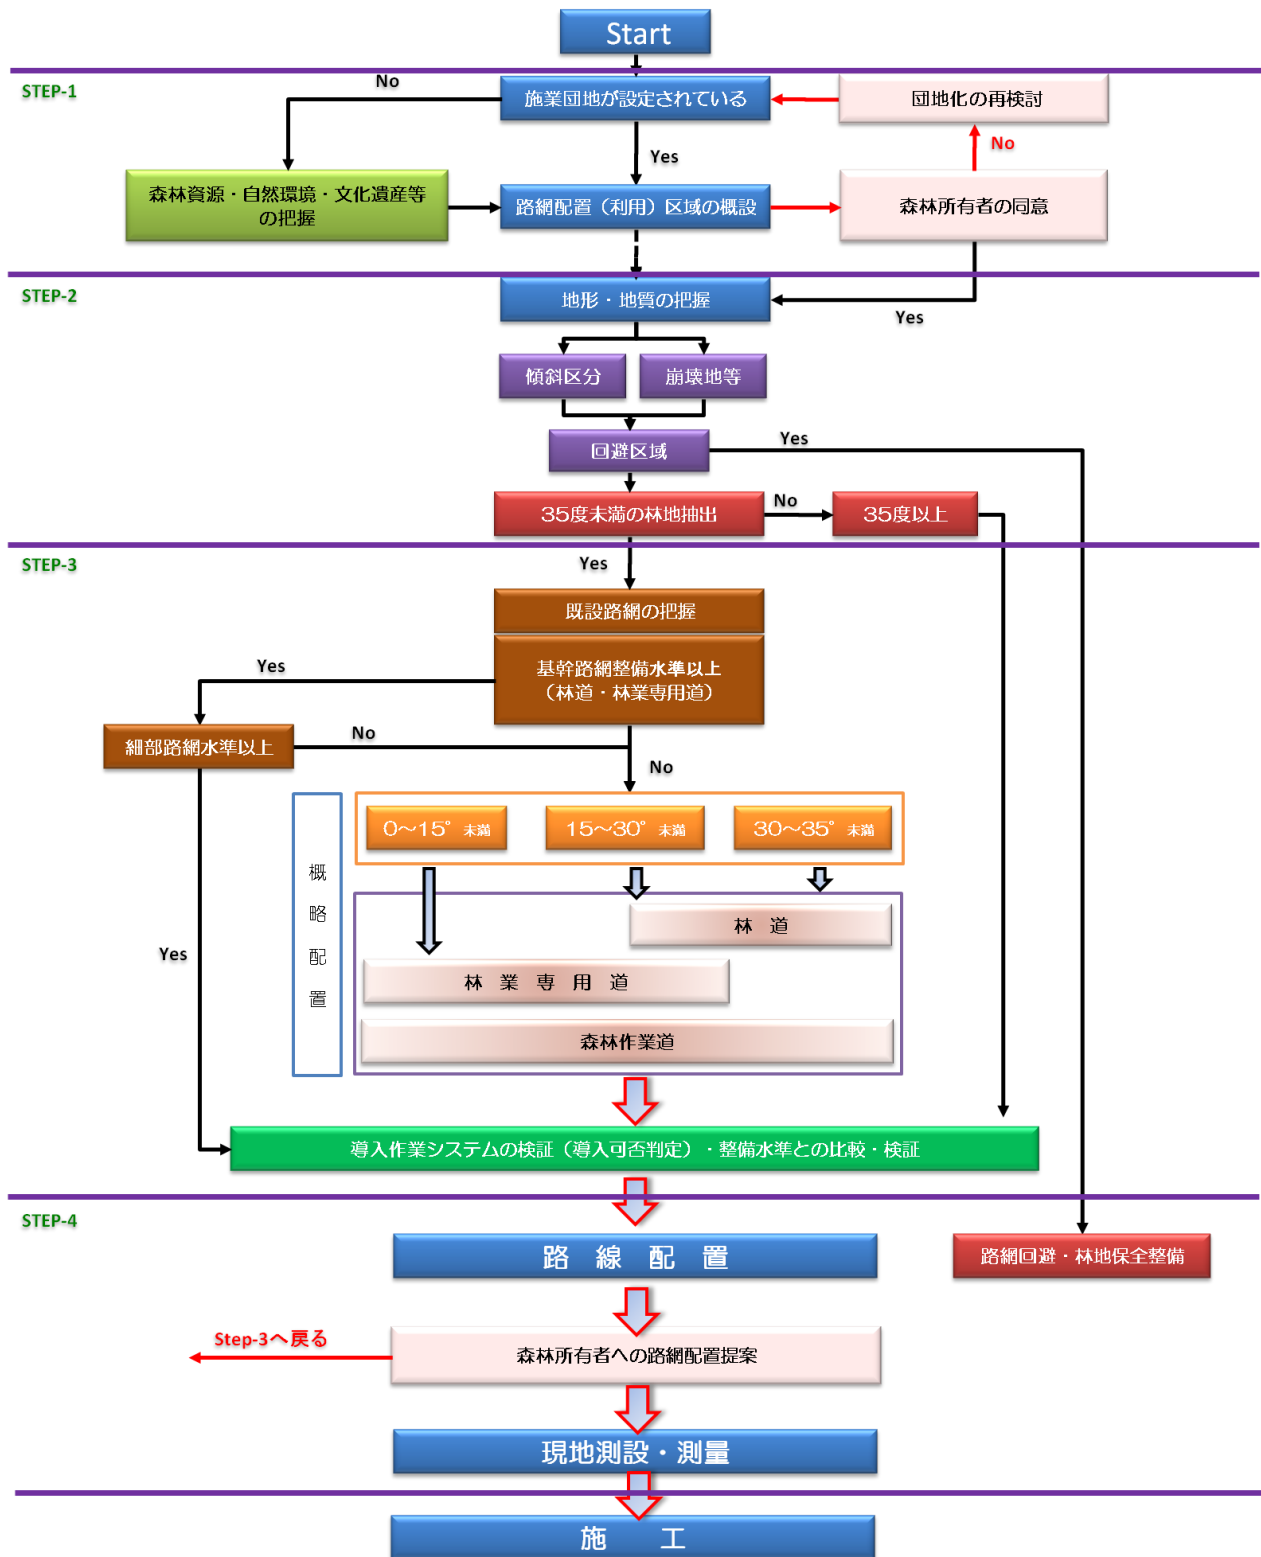 Start
STEP-1
No
施業団地が設定されている
団地化の再検討
Yes
No
森林資源・自然環境・文化遺産等
の把握
路網配置（利用）区域の概設
森林所有者の同意
STEP-2
地形・地質の把握
Yes
傾斜区分
崩壊地等
回避区域
Yes
35度未満の林地抽出
No
35度以上
STEP-3
Yes
既設路網の把握
基幹路網整備水準以上
（林道・林業専用道）
Yes
細部路網水準以上
No
No
0～15°未満
15～30°未満
30～35°未満
概略配置
林　道
林　業　専　用　道
森林作業道
Yes
導入作業システムの検証（導入可否判定）・整備水準との比較・検証
STEP-4
路　線　配　置
路網回避・林地保全整備
Step-3へ戻る
森林所有者への路網配置提案
現地測設・測量
施　　工